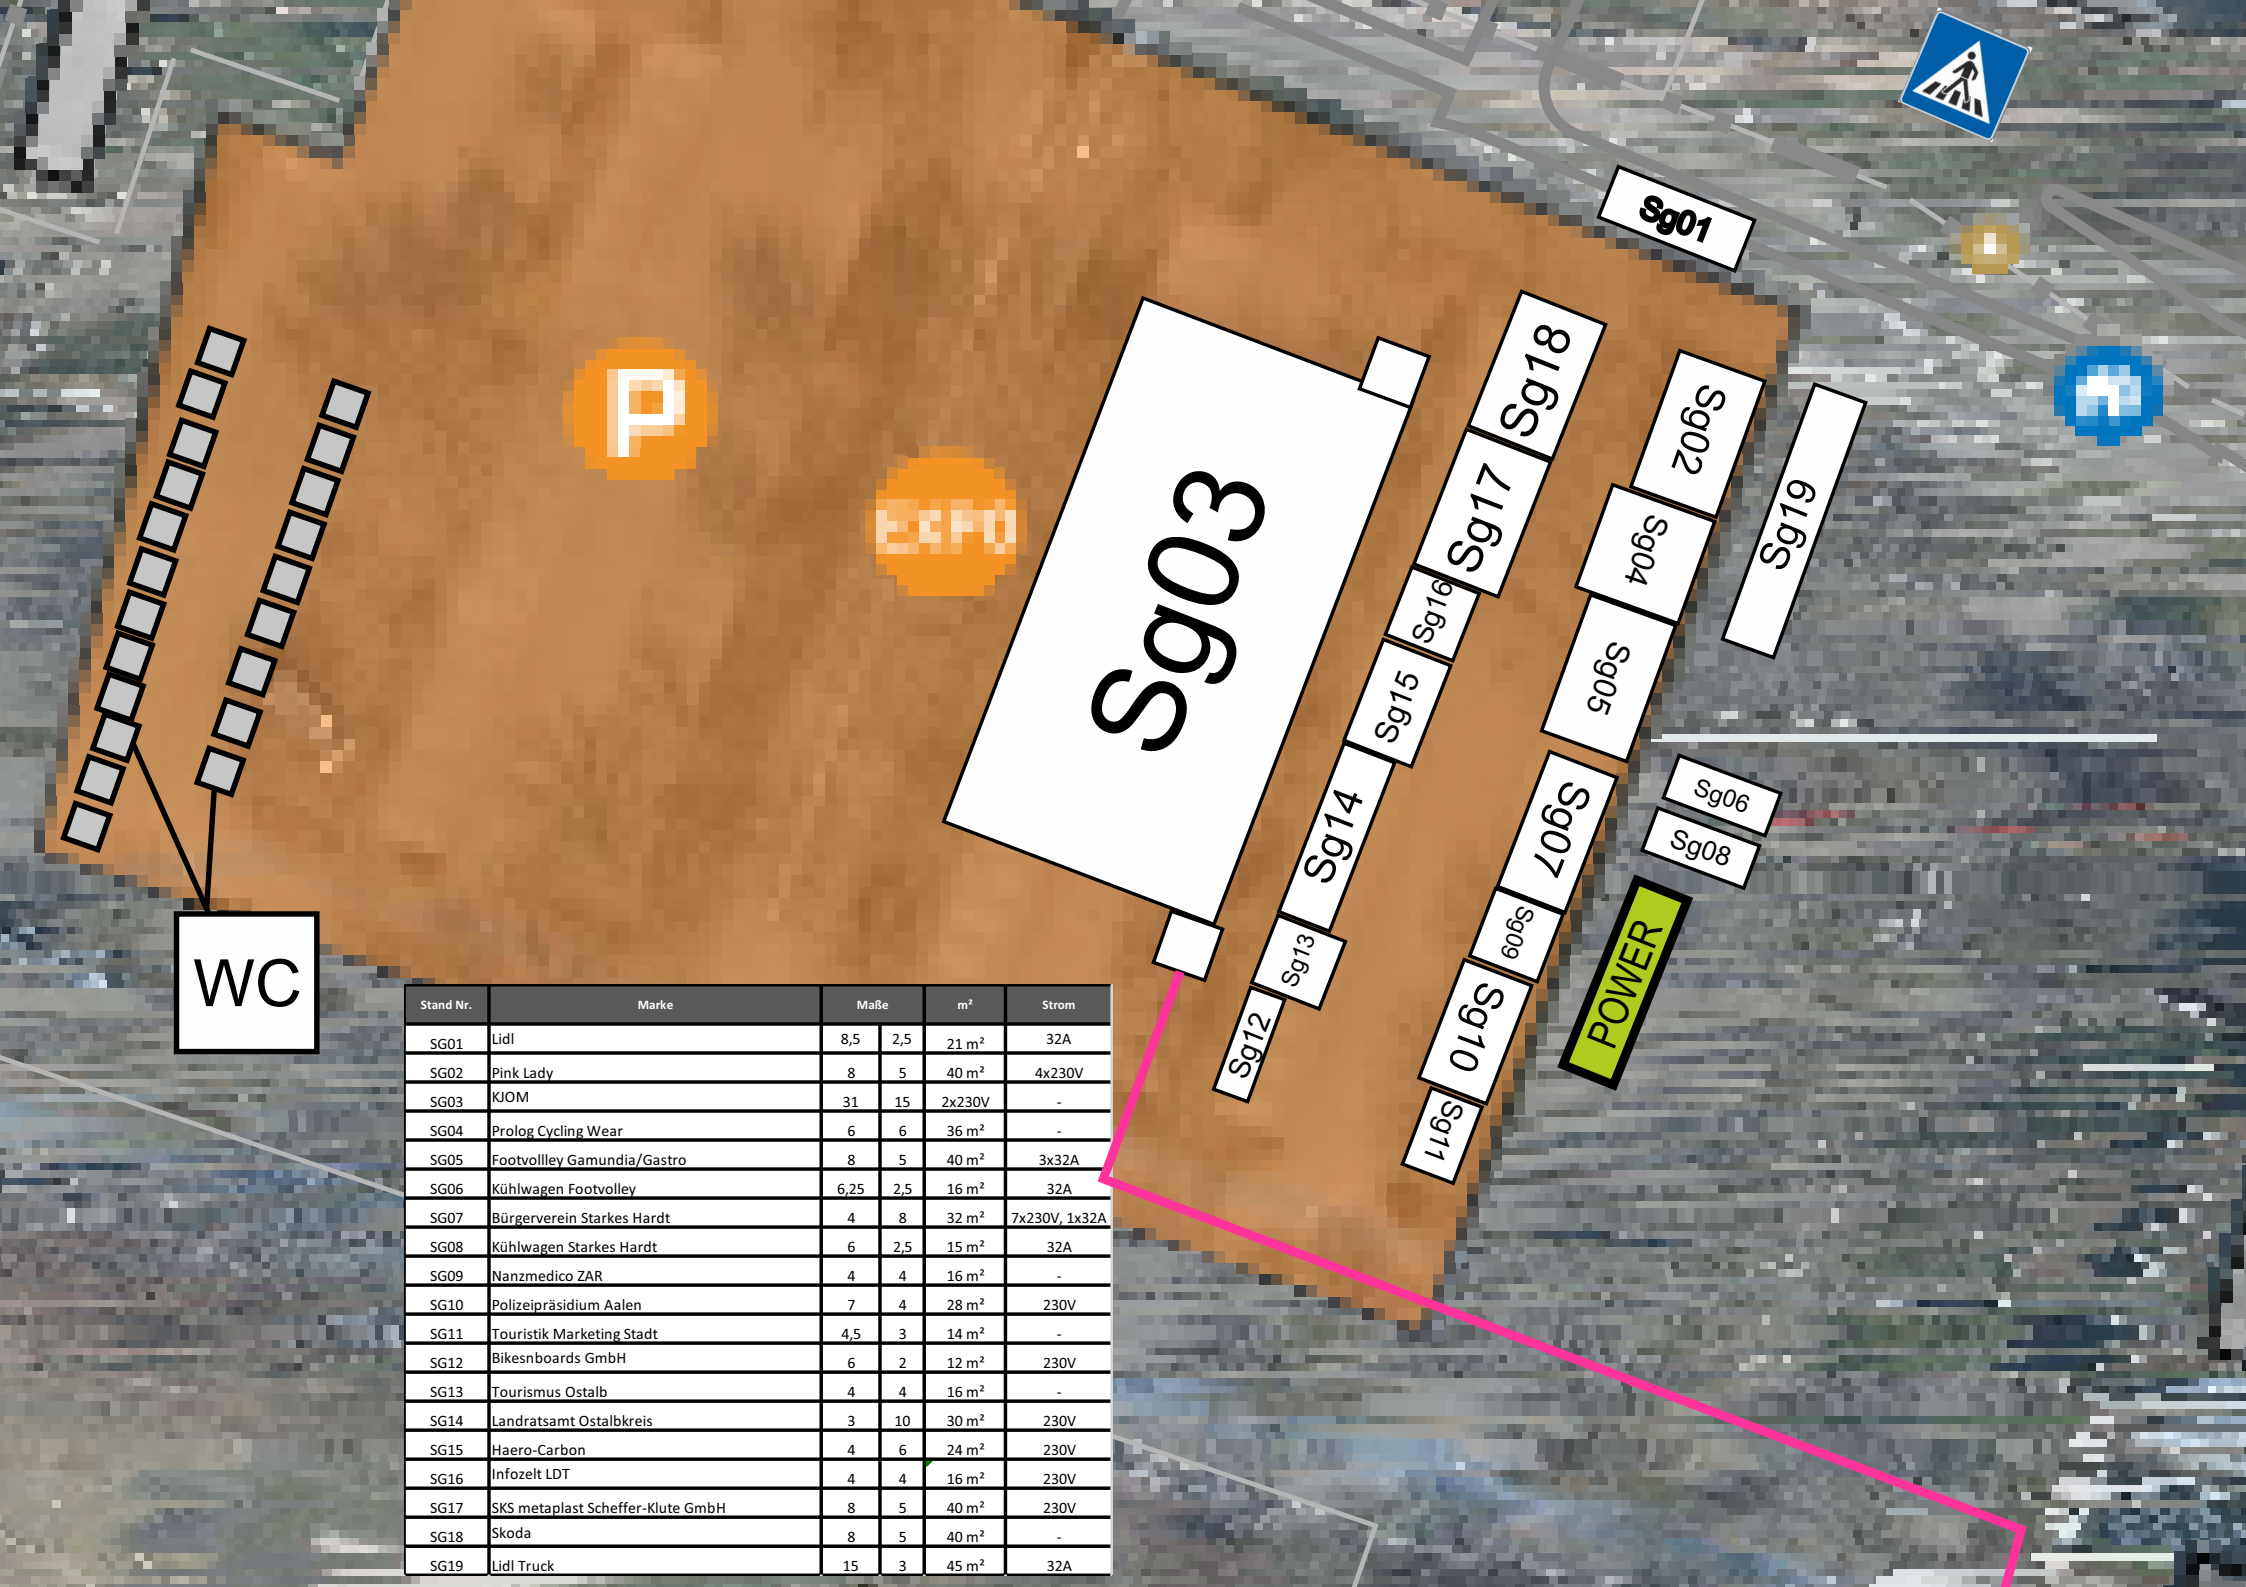 Sg01
P
Sg18
Sg02
Sg03
Sg17
Sg04
Sg19
Sg16
Sg05
Sg15
Sg14
Sg07
Sg06
Sg08
Sg13
Sg09
POWER
WC
Sg12
Sg10
Sg11
Stand Nr. Marke Maße m² Strom
SG01 Lidl 8,5 2,5 21 m² 32A
SG02 Pink Lady 8 5 40 m² 4x230V
SG03 KJOM 31 15 2x230V -
SG04 Prolog Cycling Wear 6 6 36 m² -
SG05 Footvollley Gamundia/Gastro 8 5 40 m² 3x32A
SG06 Kühlwagen Footvolley 6,25 2,5 16 m² 32A
SG07 Bürgerverein Starkes Hardt 4 8 32 m² 7x230V, 1x32A
SG08 Kühlwagen Starkes Hardt 6 2,5 15 m² 32A
SG09 Nanzmedico ZAR 4 4 16 m² -
SG10 Polizeipräsidium Aalen 7 4 28 m² 230V
SG11 Touristik Marketing Stadt 4,5 3 14 m² -
SG12 Bikesnboards GmbH 6 2 12 m² 230V
SG13 Tourismus Ostalb 4 4 16 m² -
SG14 Landratsamt Ostalbkreis 3 10 30 m² 230V
SG15 Haero-Carbon 4 6 24 m² 230V
SG16 Infozelt LDT 4 4 16 m² 230V
SG17 SKS metaplast Scheffer-Klute GmbH 8 5 40 m² 230V
SG18 Skoda 8 5 40 m² -
SG19 Lidl Truck 15 3 45 m² 32A